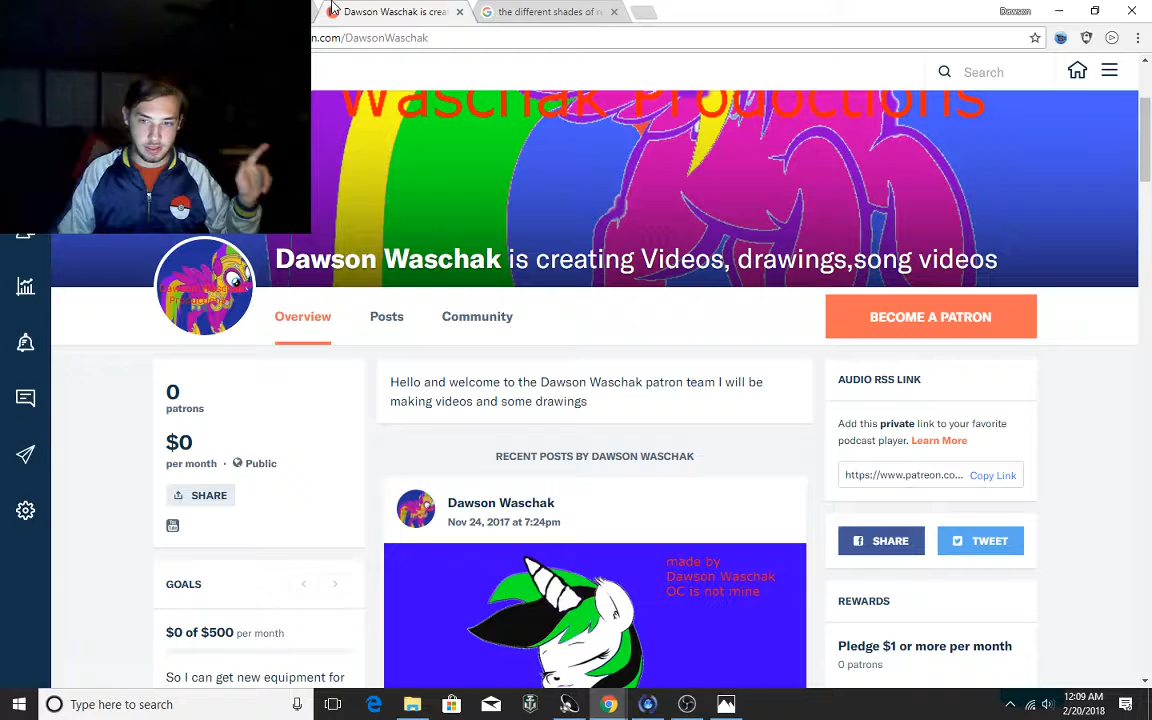 Dawson Waschak is crea
the different shades of re
Dawson
n.com/DawsonWaschak
Search
Waschak Productions
Dawson Waschak is creating Videos, drawings,song videos
Overview
Posts
Community
BECOME A PATRON
0
patrons
$0
per month · Public
SHARE
Hello and welcome to the Dawson Waschak patron team I will be
making videos and some drawings
RECENT POSTS BY DAWSON WASCHAK
Dawson Waschak
Nov 24, 2017 at 7:24pm
made by
Dawson Waschak
OC is not mine
AUDIO RSS LINK
Add this private link to your favorite
podcast player. Learn More
https://www.patreon.co... Copy Link
SHARE
TWEET
GOALS
$0 of $500 per month
So I can get new equipment for
REWARDS
Pledge $1 or more per month
0 patrons
Type here to search
12:09 AM
2/20/2018